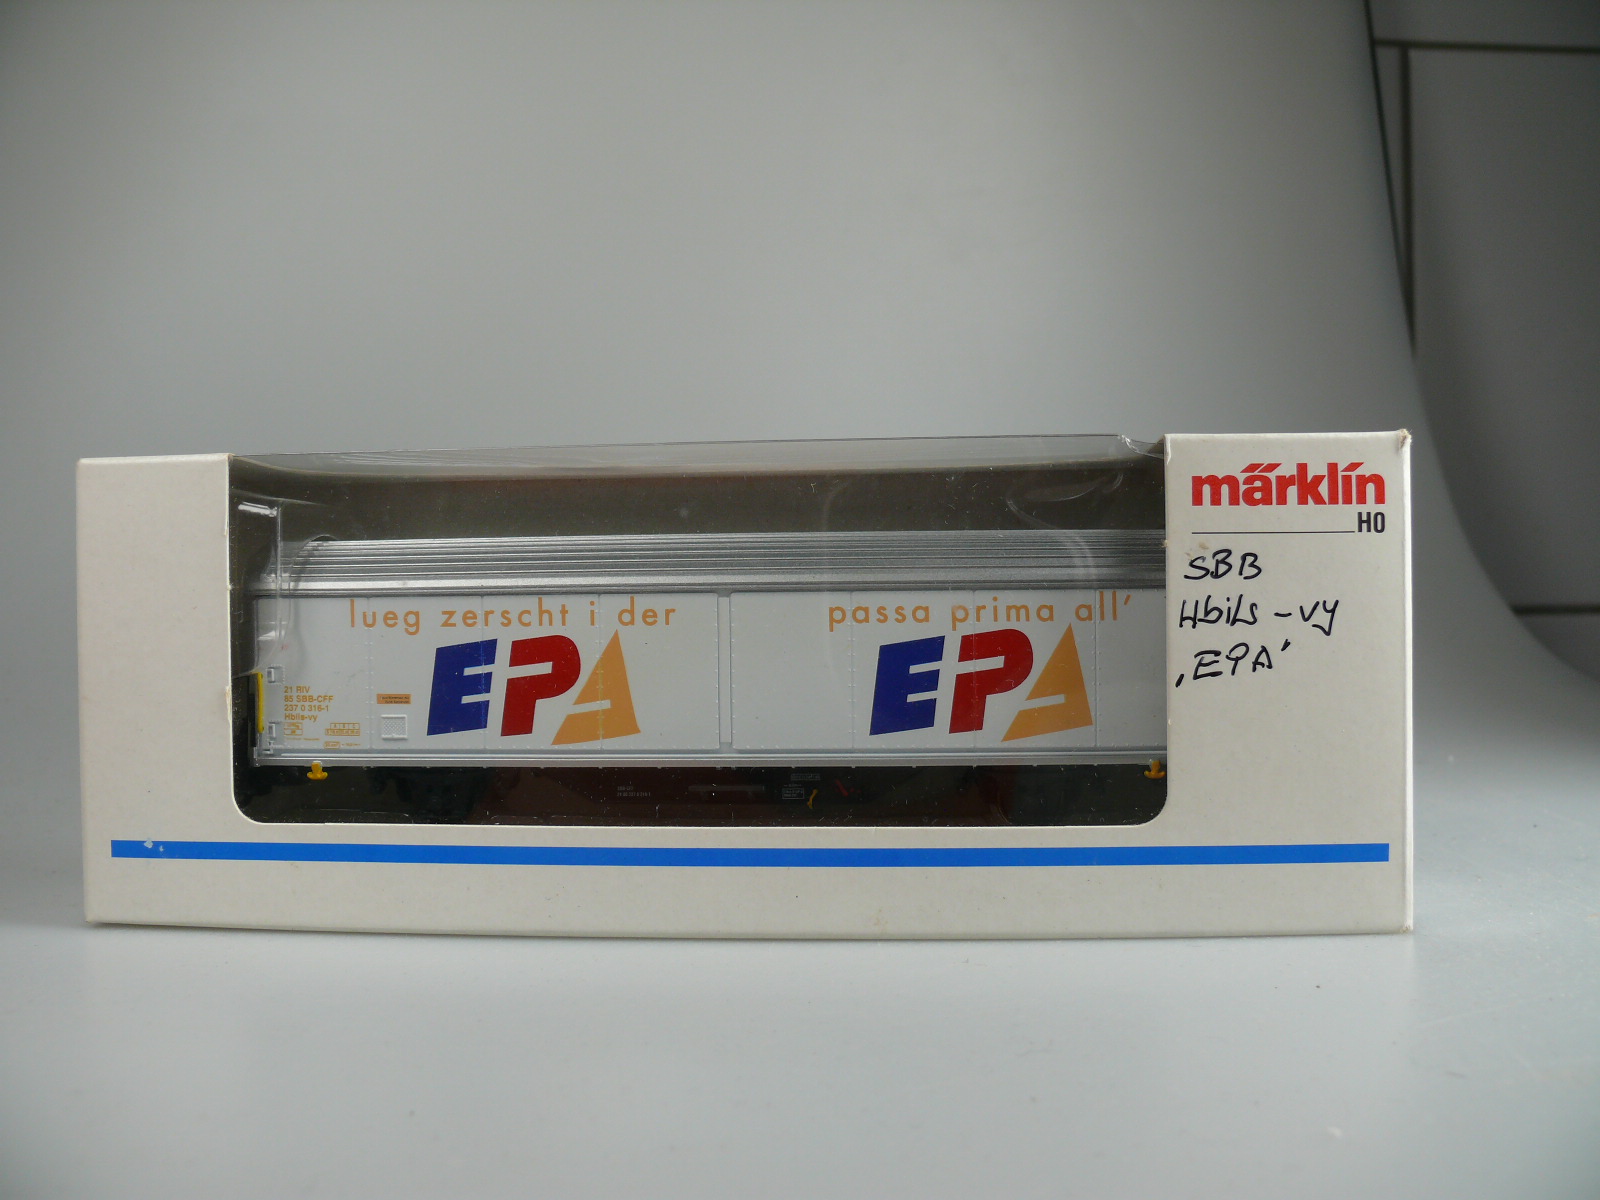 märklin
H0
SBB
Hbils-vy
‚EPA'
lueg zerscht i der
EPA
passa prima all'
EPA
21 RIV
85 SBB-CFF
237 0 316-1
Hbils-vy